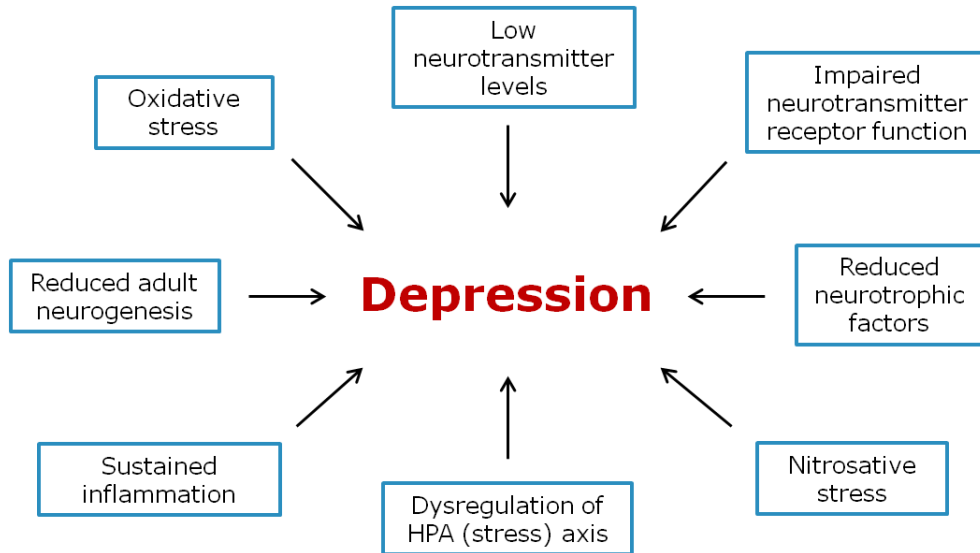 Low
neurotransmitter
levels
Oxidative
stress
Impaired
neurotransmitter
receptor function
Reduced adult
neurogenesis
Depression
Reduced
neurotrophic
factors
Sustained
inflammation
Dysregulation of
HPA (stress) axis
Nitrosative
stress